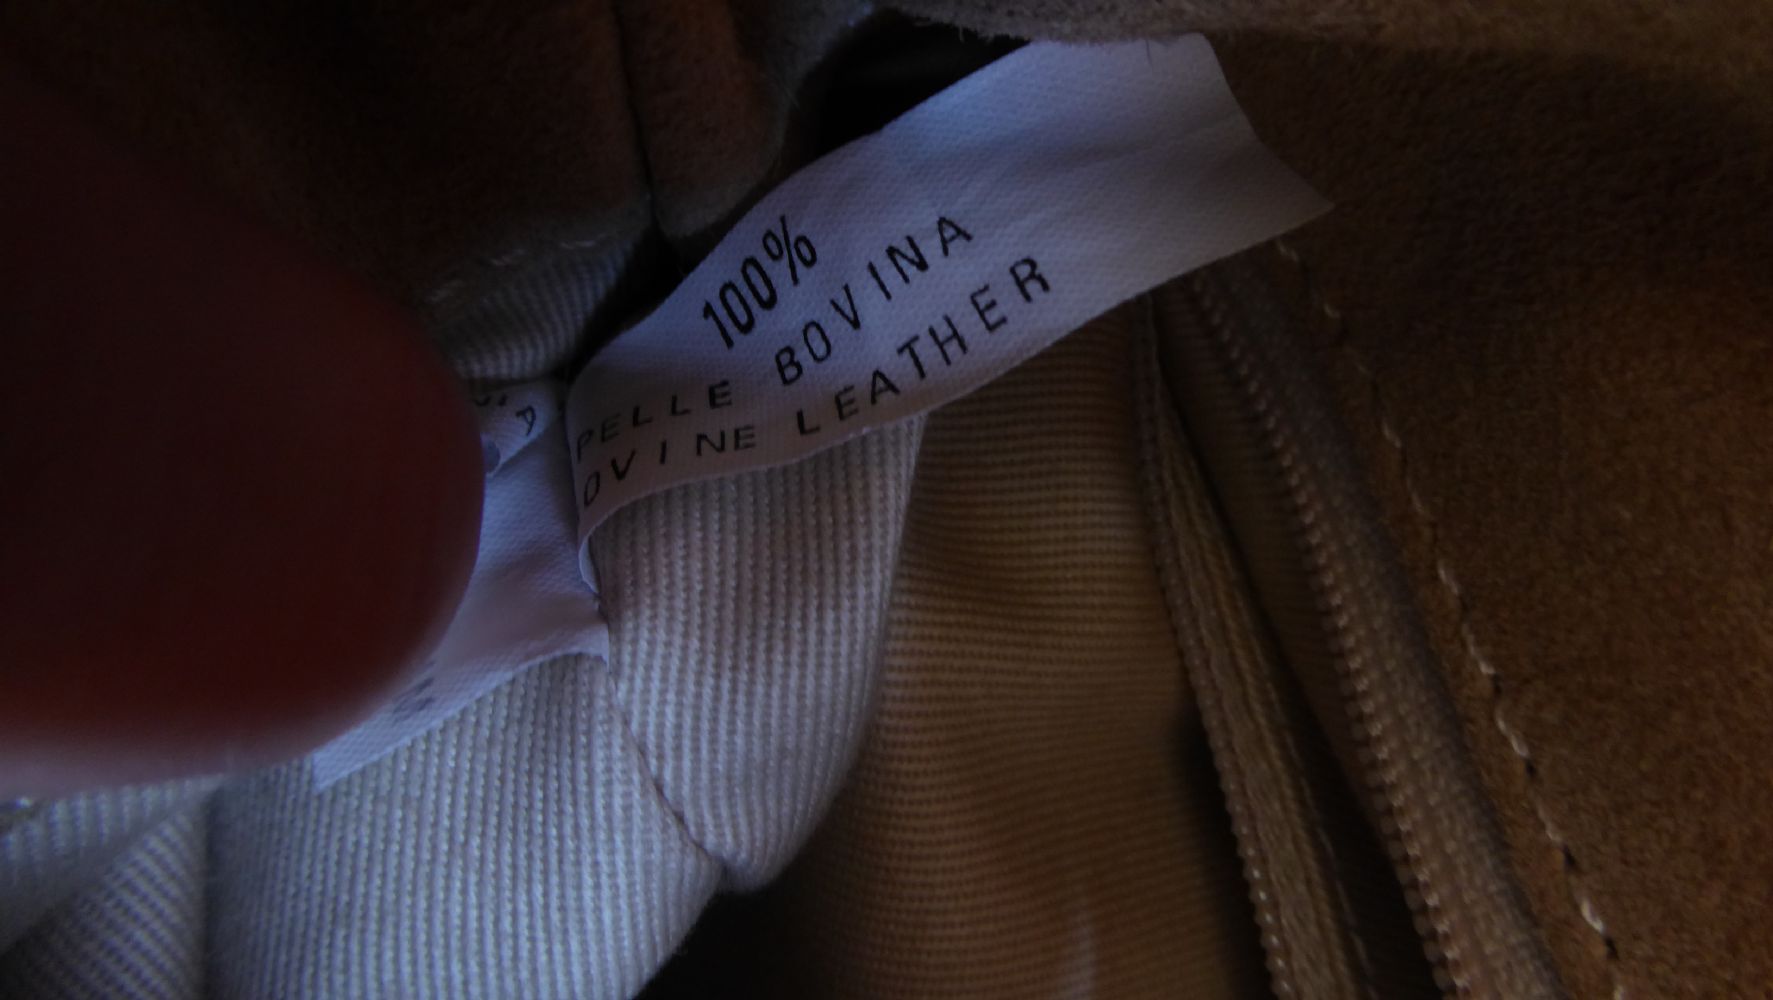 100%
PELLE BOVINA
OVINE LEATHER